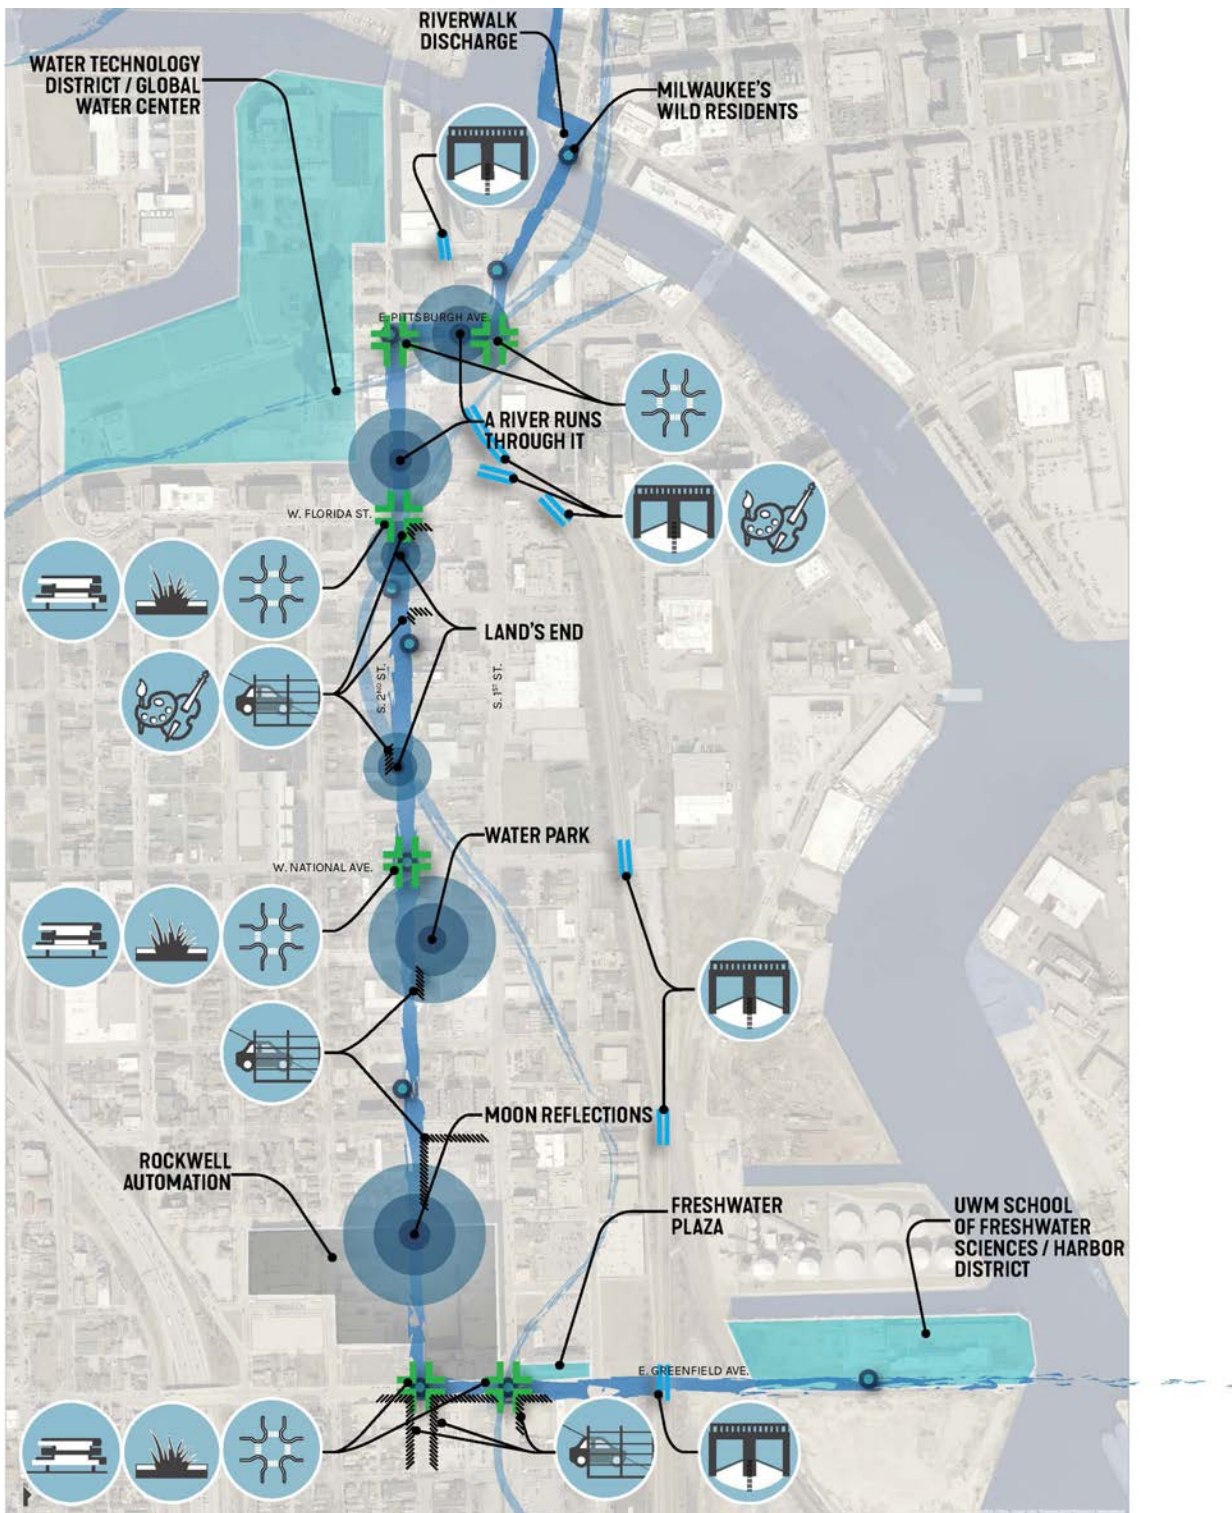 RIVERWALK
DISCHARGE
WATER TECHNOLOGY
DISTRICT / GLOBAL
WATER CENTER
MILWAUKEE'S
WILD RESIDENTS
E. PITTSBURGH AVE.
A RIVER RUNS
THROUGH IT
W. FLORIDA ST.
LAND'S END
S. 2ND ST.
S. 1ST ST.
WATER PARK
W. NATIONAL AVE.
MOON REFLECTIONS
ROCKWELL
AUTOMATION
FRESHWATER
PLAZA
UWM SCHOOL
OF FRESHWATER
SCIENCES / HARBOR
DISTRICT
E. GREENFIELD AVE.